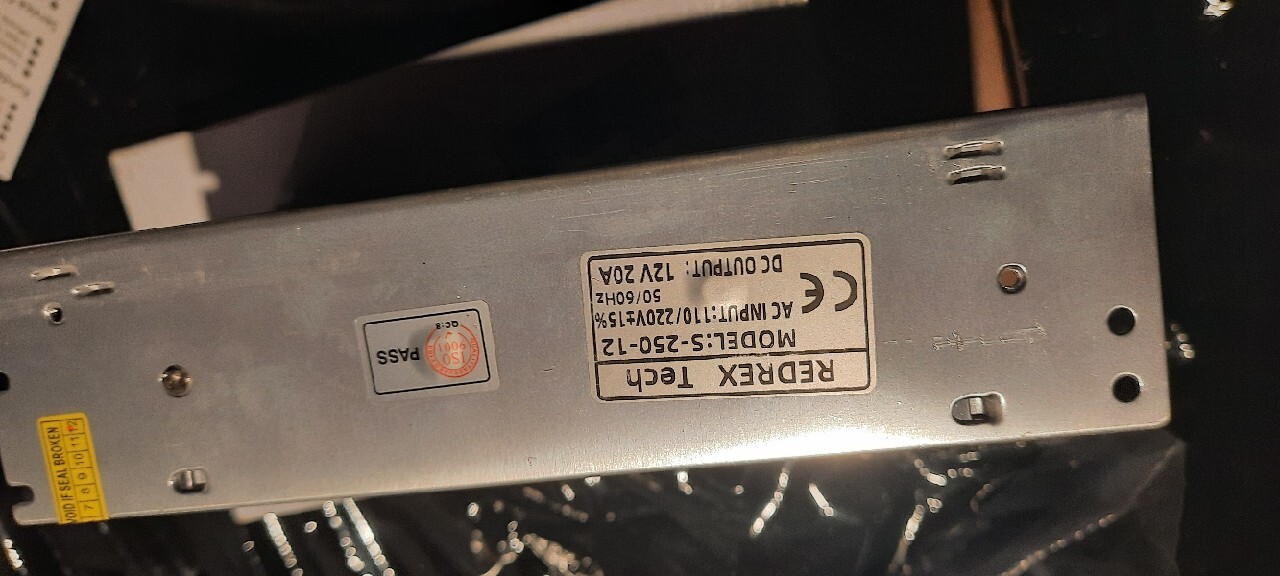 REDREX Tech
MODEL:S-250-12
AC INPUT:110/220V±15%
50/60Hz
DC OUTPUT: 12V 20A
CE
PASS
ISO
9001
QC:8
VOID IF SEAL BROKEN
7 8 9 10 11 12